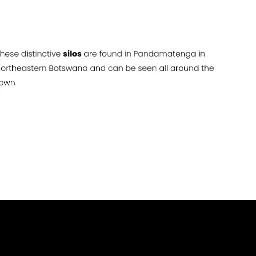 hese distinctive silos are found in Pandamatenga in
ortheastern Botswana and can be seen all around the
own.